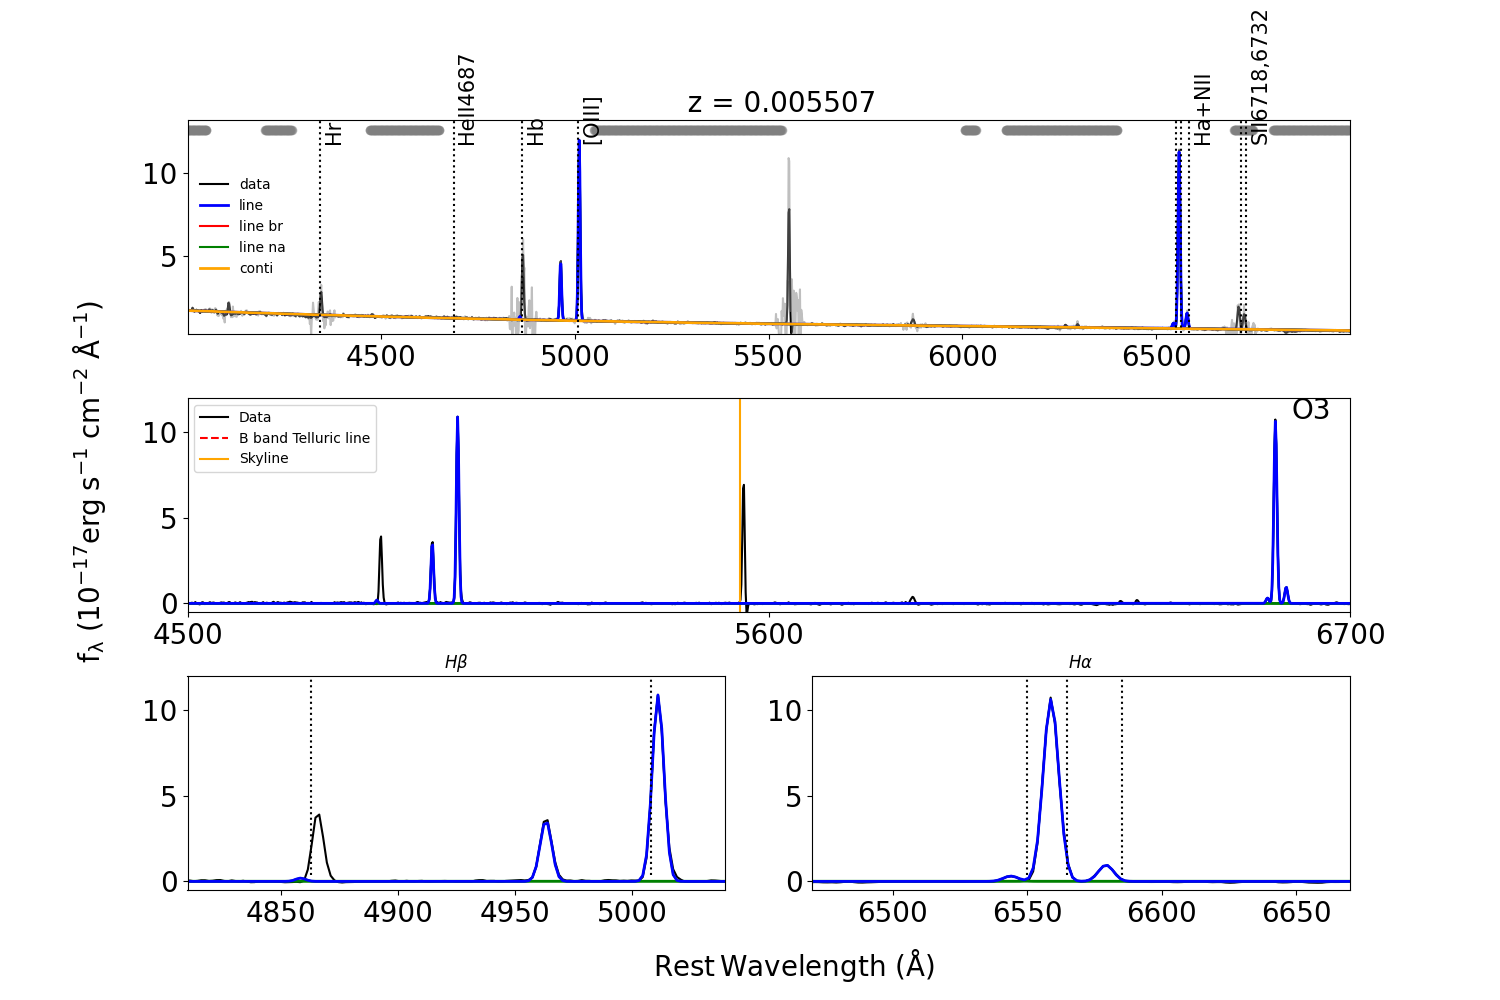 z = 0.005507
Hr
HeII4687
Hb
[OIII]
Ha+NII
SII6718,6732
10
5
data
line
line br
line na
conti
4500 5000 5500 6000 6500
fλ (10⁻¹⁷erg s⁻¹ cm⁻² Å⁻¹)
10
5
0
Data
B band Telluric line
Skyline
O3
4500 5600 6700
Hβ
10
5
0
4850 4900 4950 5000
Hα
10
5
0
6500 6550 6600 6650
Rest Wavelength (Å)